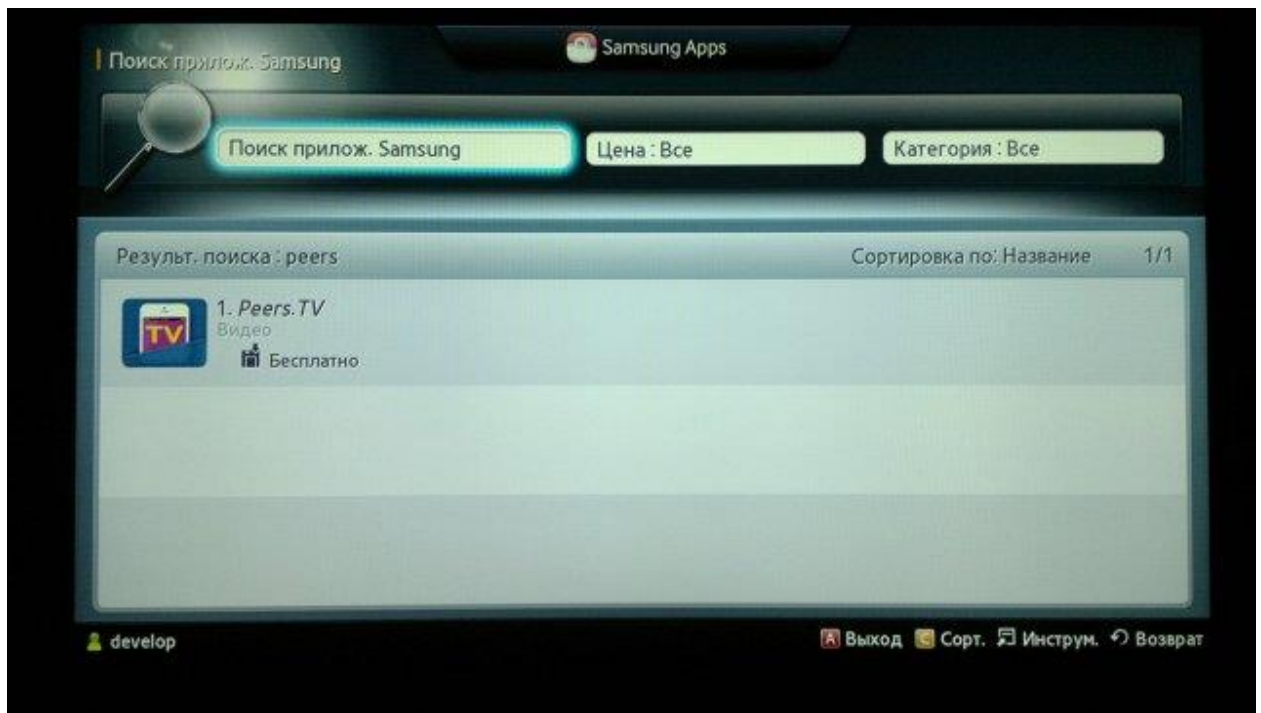 Samsung Apps
Поиск прилож. Samsung
Поиск прилож. Samsung
Цена : Все
Категория : Все
Результ. поиска : peers
Сортировка по: Название
1/1
TV
1. Peers.TV
Видео
Бесплатно
develop
A Выход
C Сорт.
Инструм.
Возврат